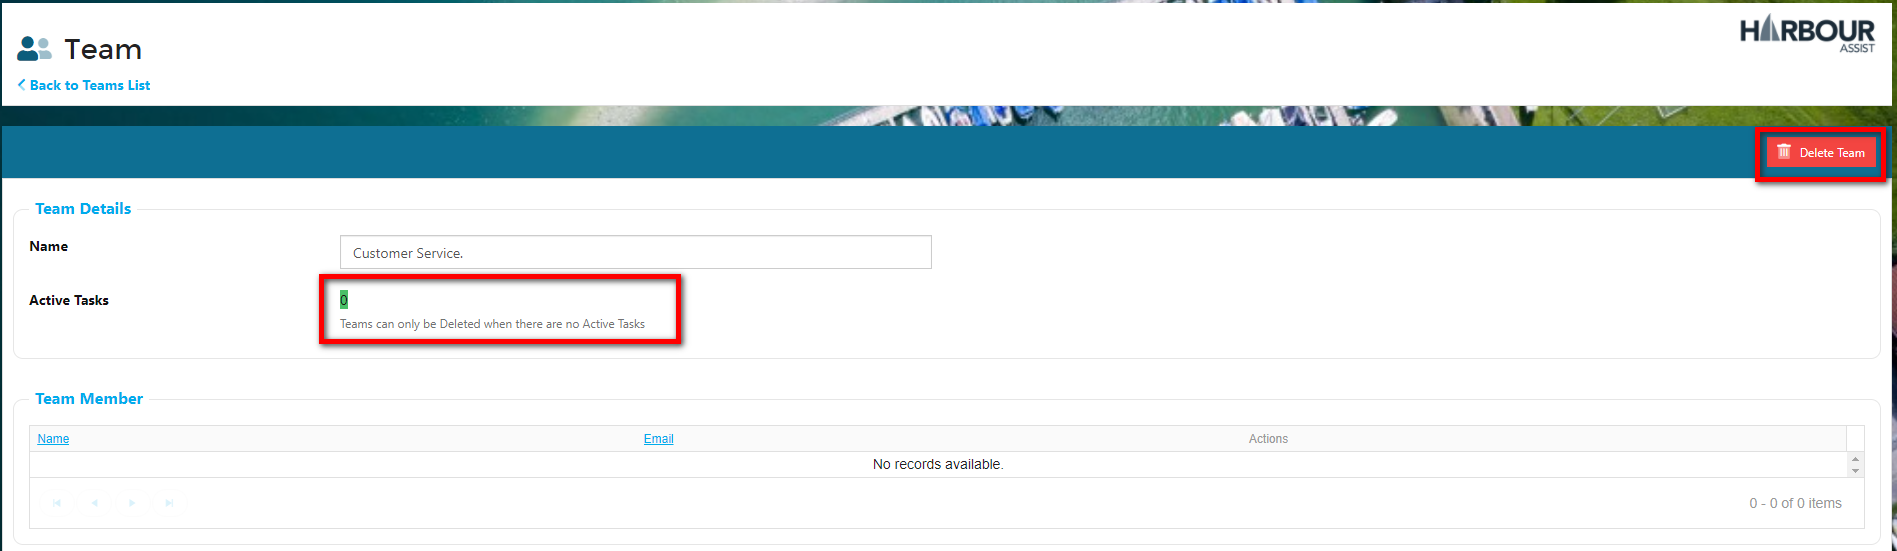 HARBOUR
ASSIST
Team
Back to Teams List
Delete Team
Team Details
Name
Customer Service.
Active Tasks
0
Teams can only be Deleted when there are no Active Tasks
Team Member
Name Email Actions
No records available.
0 - 0 of 0 items